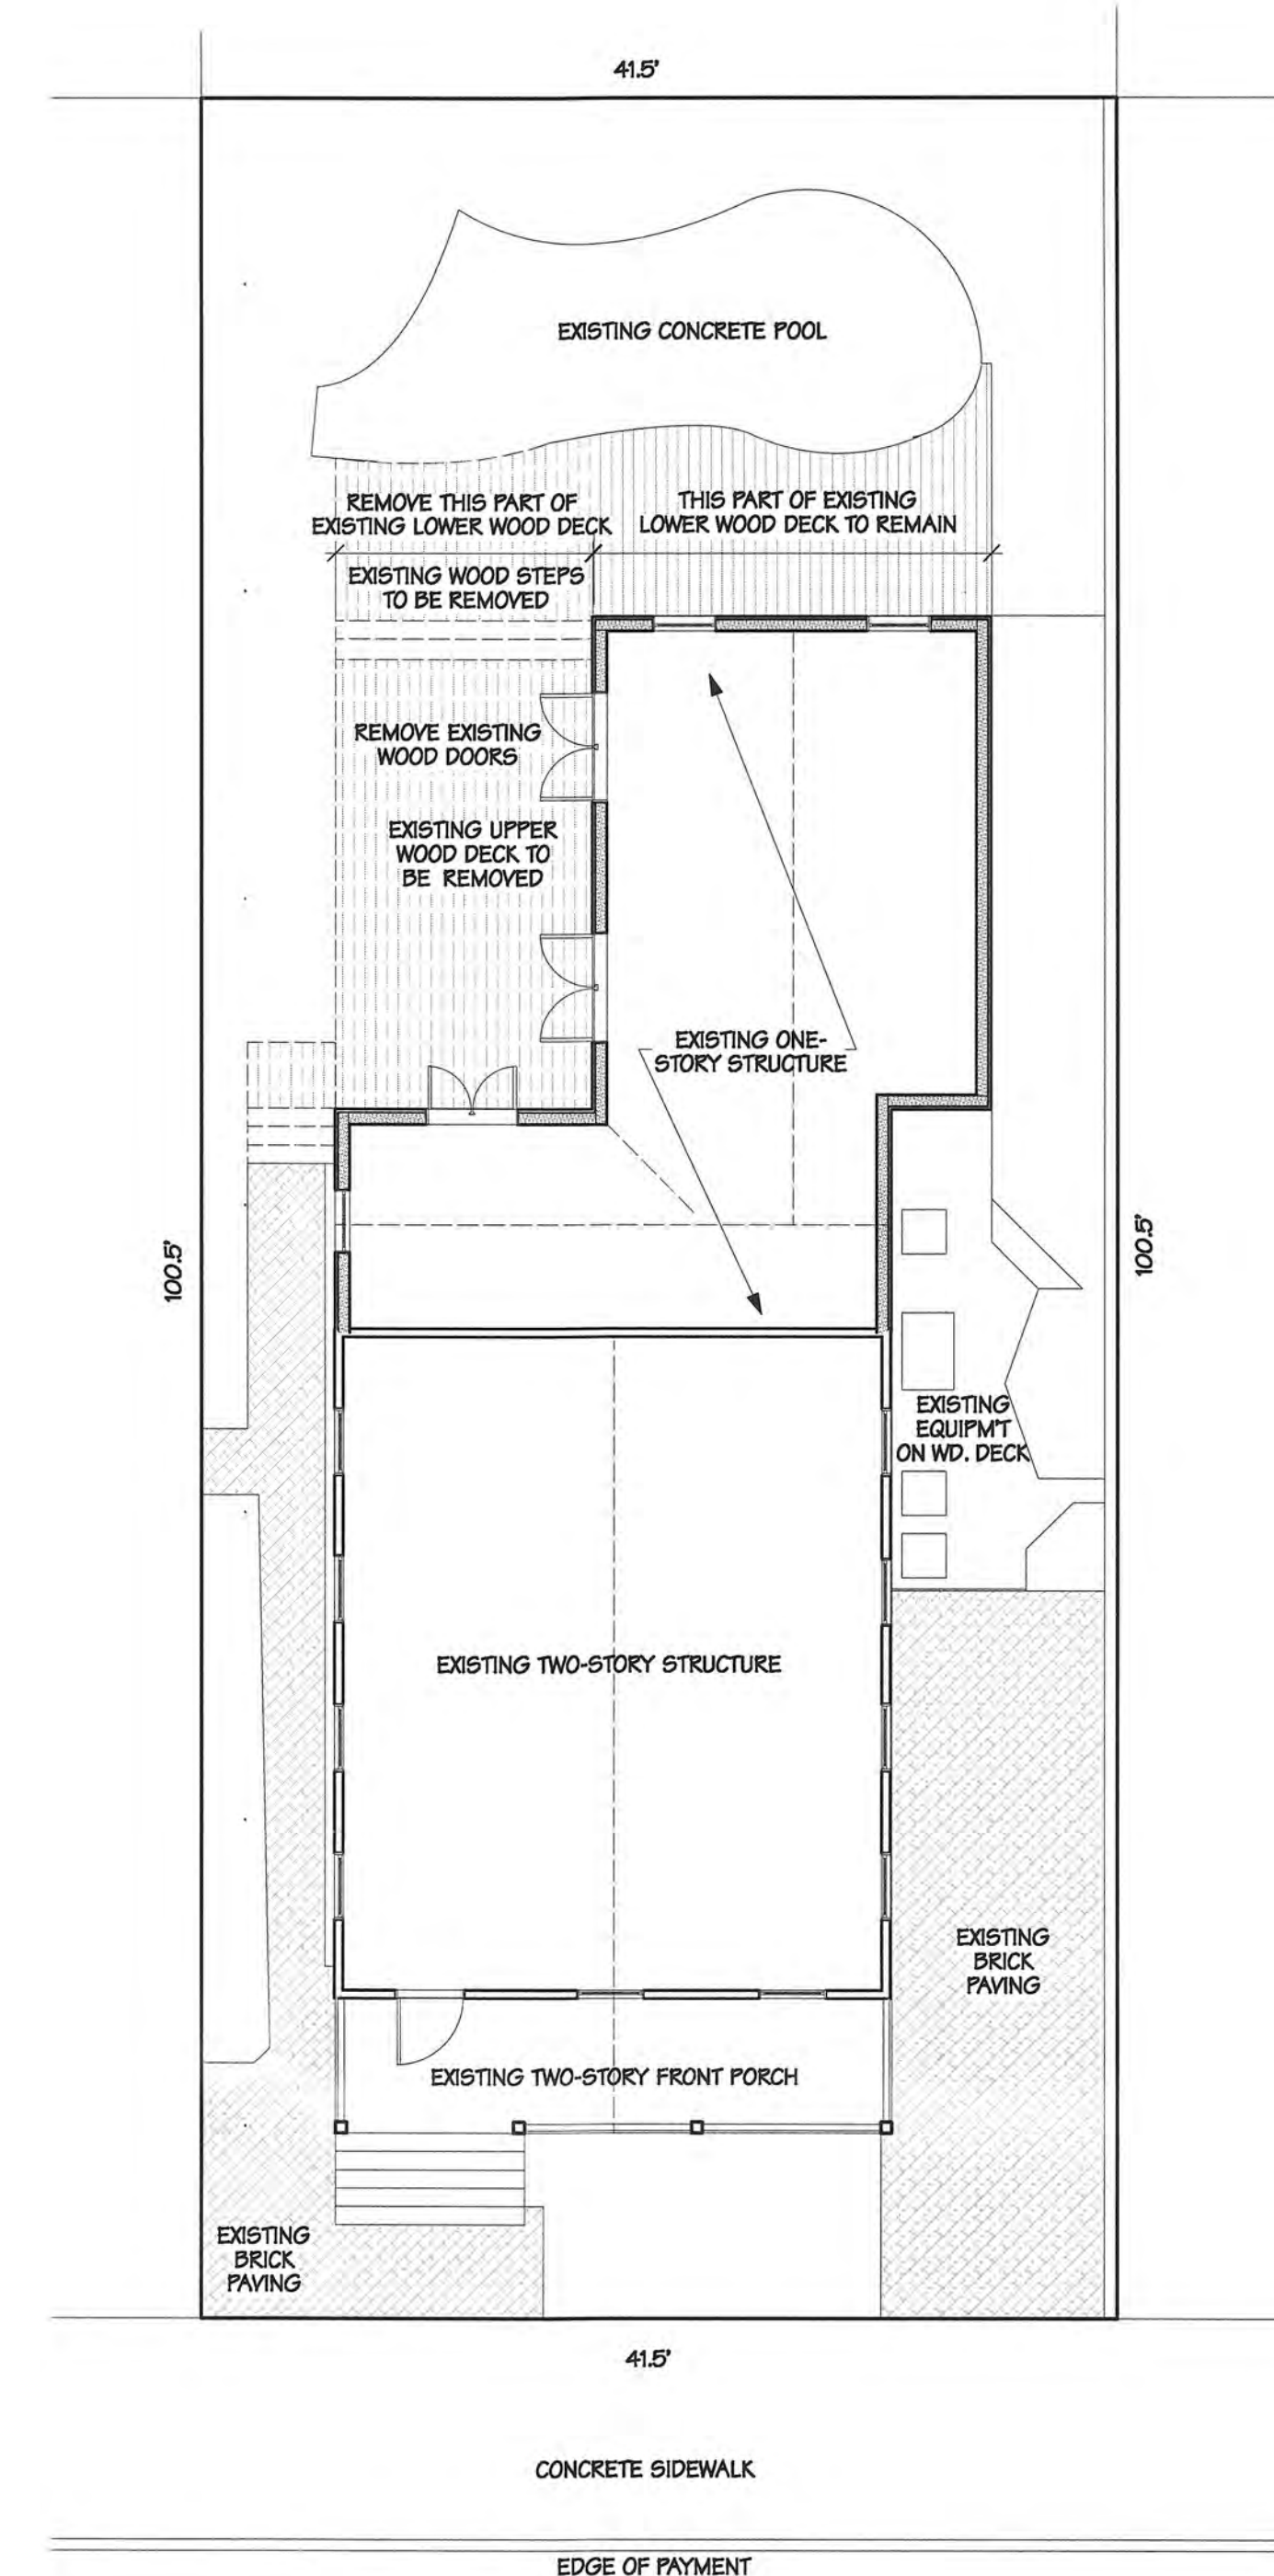 41.5'
EXISTING CONCRETE POOL
REMOVE THIS PART OF
EXISTING LOWER WOOD DECK
THIS PART OF EXISTING
LOWER WOOD DECK TO REMAIN
EXISTING WOOD STEPS
TO BE REMOVED
REMOVE EXISTING
WOOD DOORS
EXISTING UPPER
WOOD DECK TO
BE REMOVED
EXISTING ONE-
STORY STRUCTURE
100.5'
100.5'
EXISTING
EQUIPM'T
ON WD. DECK
EXISTING TWO-STORY STRUCTURE
EXISTING
BRICK
PAVING
EXISTING TWO-STORY FRONT PORCH
EXISTING
BRICK
PAVING
41.5'
CONCRETE SIDEWALK
EDGE OF PAYMENT